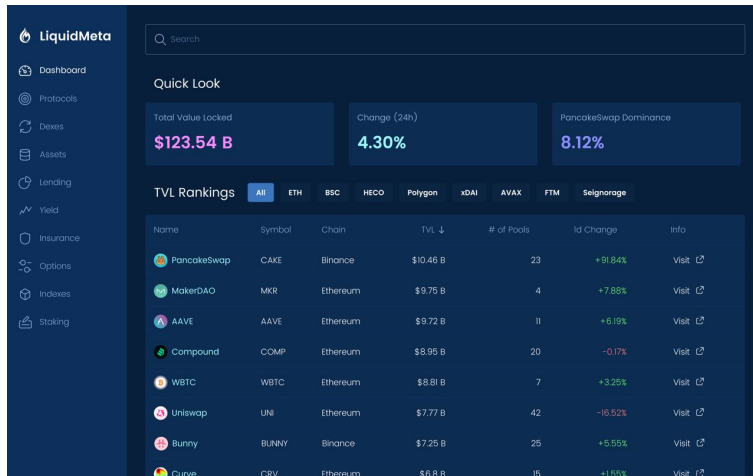 LiquidMeta
Dashboard
Protocols
Dexes
Assets
Lending
Yield
Insurance
Options
Indexes
Staking
Search
Quick Look
Total Value Locked
$123.54 B
Change (24h)
4.30%
PancakeSwap Dominance
8.12%
TVL Rankings All ETH BSC HECO Polygon xDAI AVAX FTM Seignorage
Name Symbol Chain TVL ↓ # of Pools 1d Change Info
PancakeSwap CAKE Binance $10.46 B 23 +91.84% Visit
MakerDAO MKR Ethereum $9.75 B 4 +7.88% Visit
AAVE AAVE Ethereum $9.72 B 11 +6.19% Visit
Compound COMP Ethereum $8.95 B 20 -0.17% Visit
WBTC WBTC Ethereum $8.81 B 7 +3.25% Visit
Uniswap UNI Ethereum $7.77 B 42 -16.52% Visit
Bunny BUNNY Binance $7.25 B 25 +5.55% Visit
Curve CRV Ethereum $6.8 B 15 +1.55% Visit